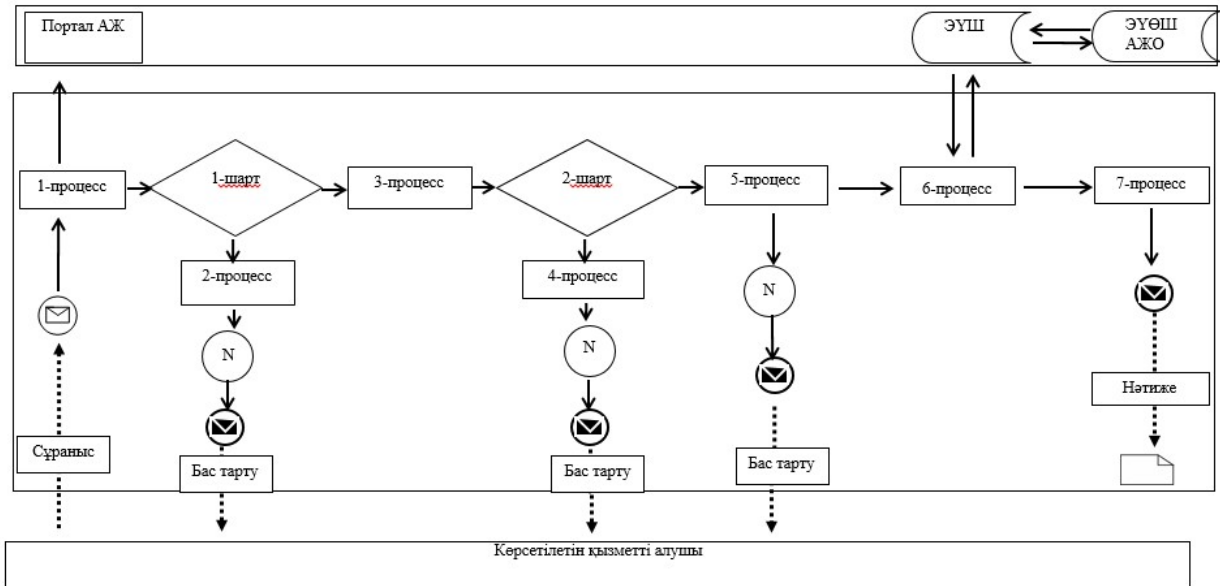 Портал АЖ
ЭҮШ
ЭҮӨШ
АЖО
1-процесс
1-шарт
3-процесс
2-шарт
5-процесс
6-процесс
7-процесс
2-процесс
4-процесс
N
N
N
Сұраныс
Бас тарту
Бас тарту
Бас тарту
Нәтиже
Көрсетілетін қызметті алушы